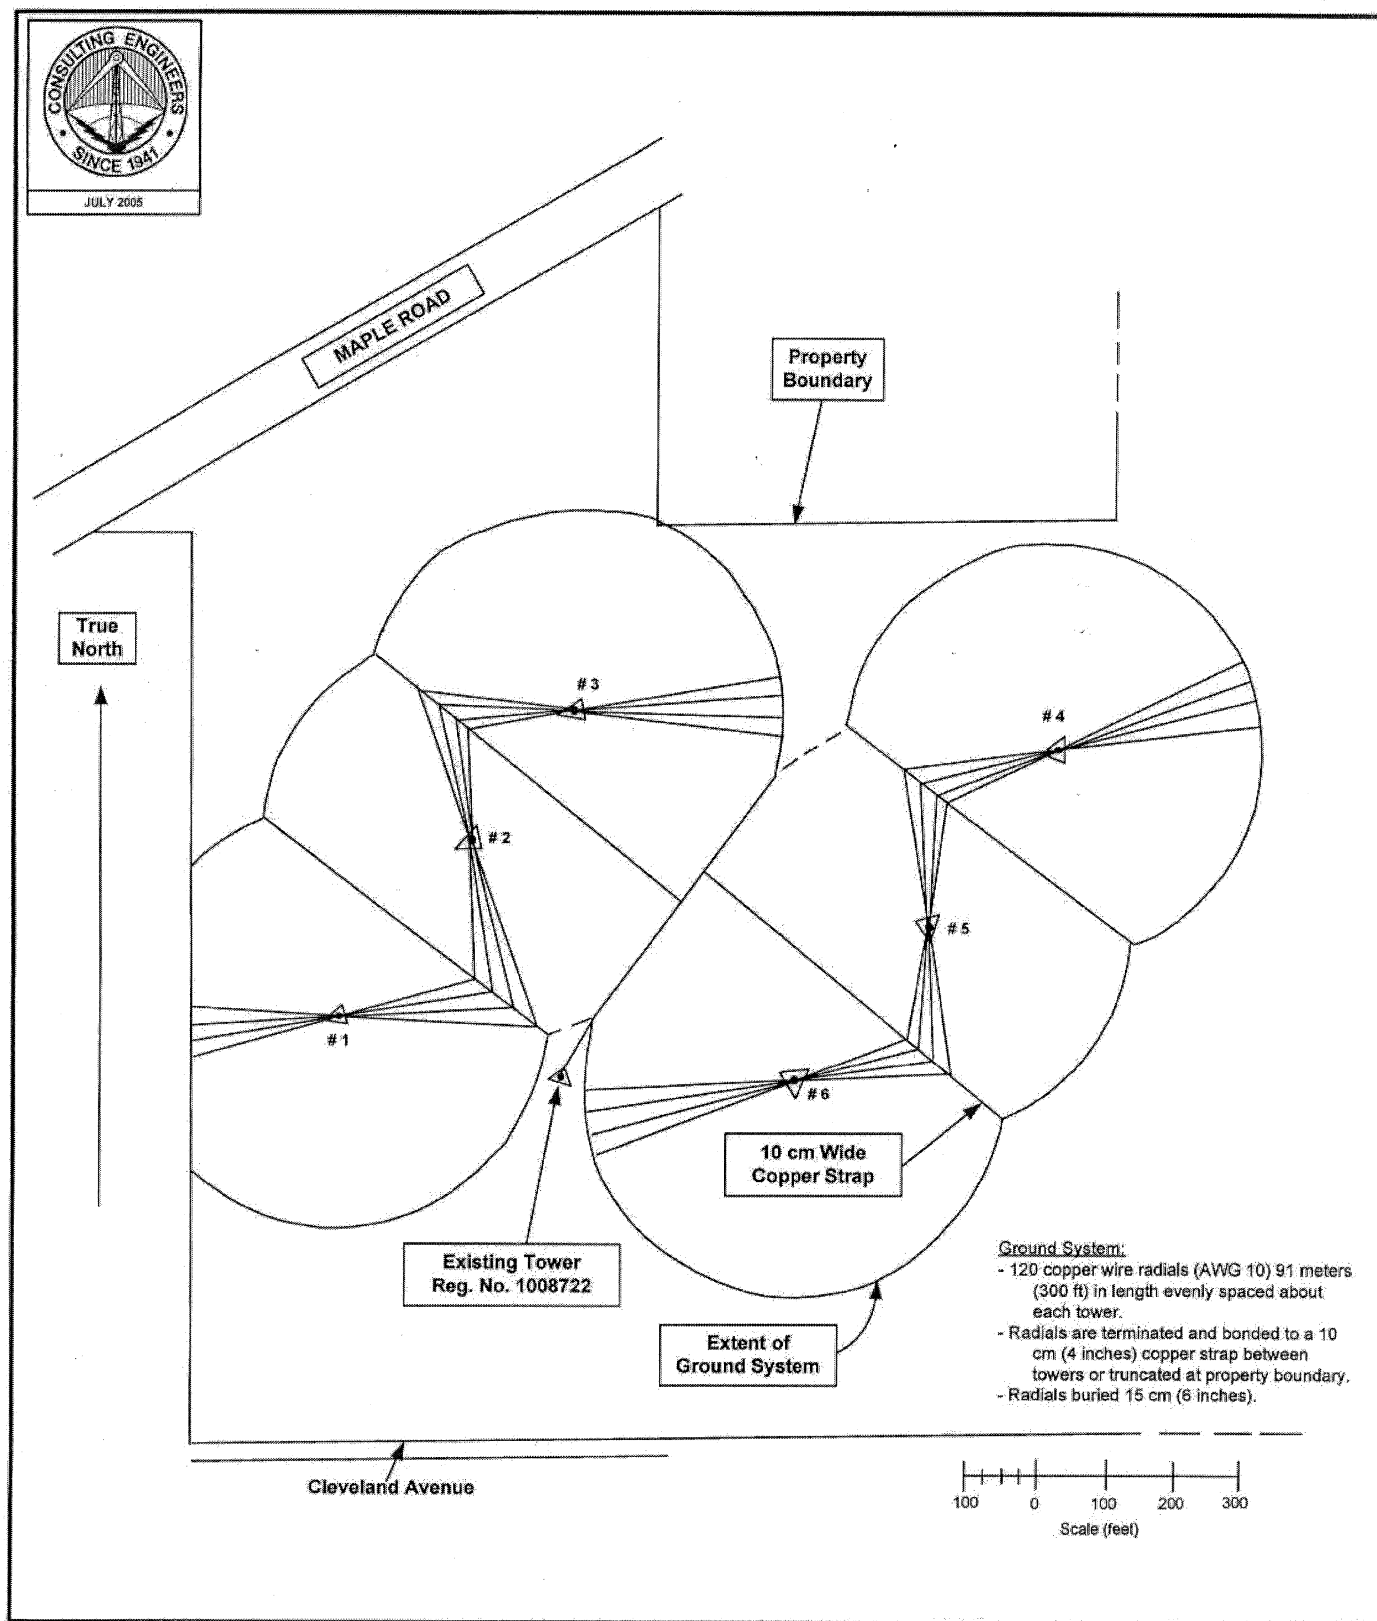 CONSULTING ENGINEERS
SINCE 1941
JULY 2005
MAPLE ROAD
Property
Boundary
True
North
# 3
# 4
# 2
# 5
# 1
# 6
10 cm Wide
Copper Strap
Existing Tower
Reg. No. 1008722
Extent of
Ground System
Ground System:
- 120 copper wire radials (AWG 10) 91 meters
(300 ft) in length evenly spaced about
each tower.
- Radials are terminated and bonded to a 10
cm (4 inches) copper strap between
towers or truncated at property boundary.
- Radials buried 15 cm (6 inches).
Cleveland Avenue
100 0 100 200 300
Scale (feet)